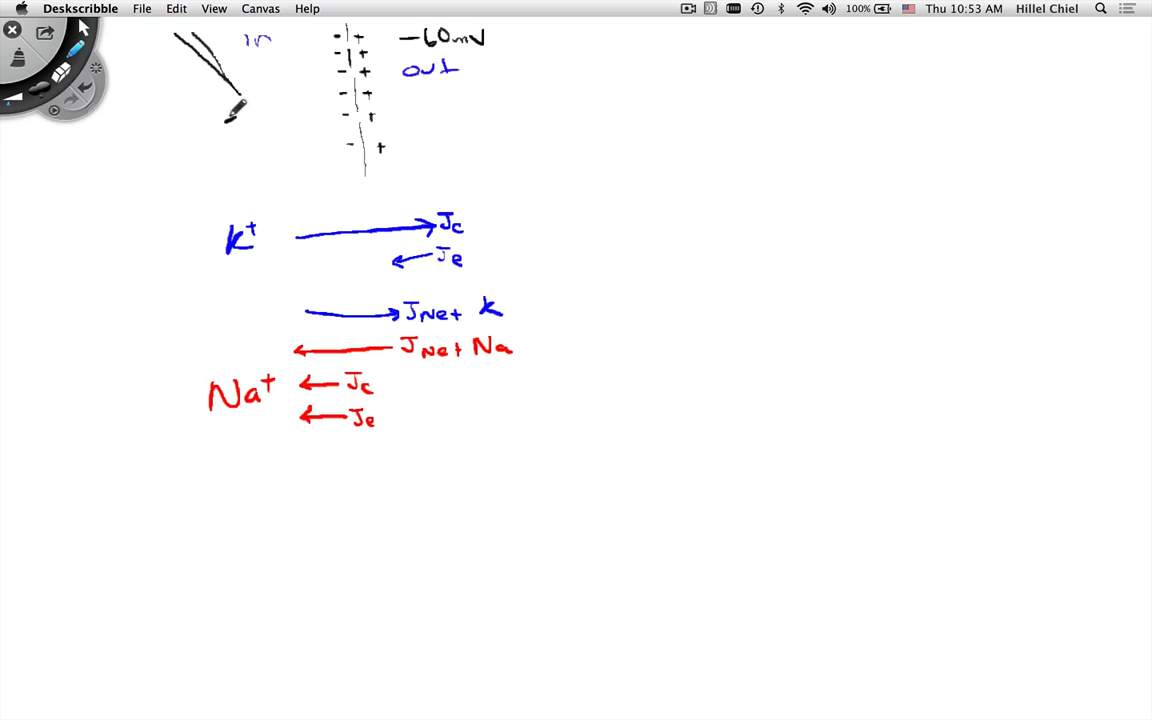 Deskscribble File Edit View Canvas Help 100% Thu 10:53 AM Hillel Chiel
in - + -60mV
- +
- + out
- +
- +
- +
K+ Jc
Je
JNet K
JNet Na
Na+ Jc
Je